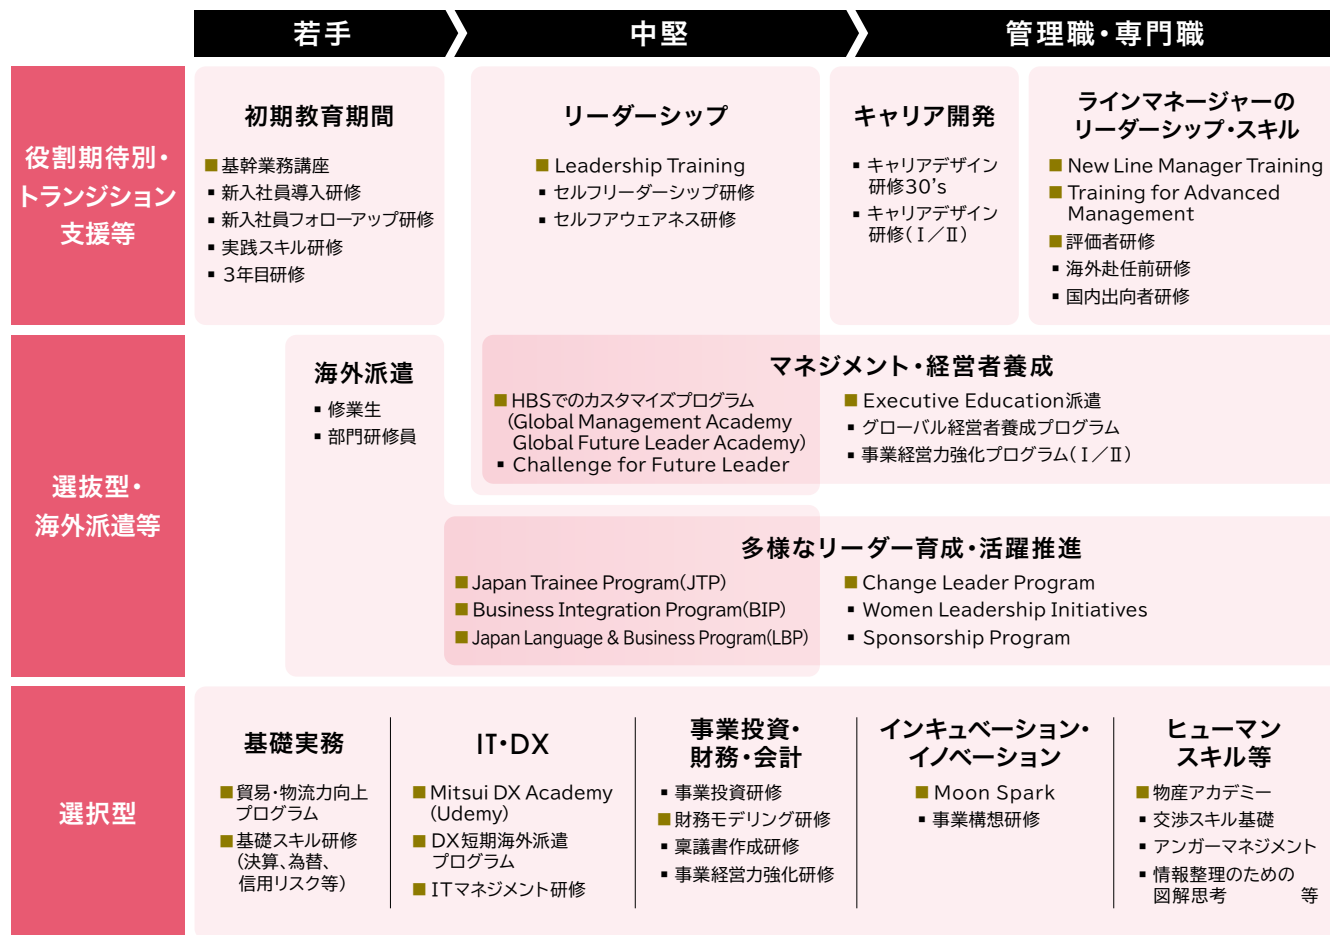 若手
中堅
管理職・専門職
役割期待別・
トランジション
支援等
初期教育期間
■基幹業務講座
▪新入社員導入研修
▪新入社員フォローアップ研修
▪実践スキル研修
▪3年目研修
リーダーシップ
■Leadership Training
▪セルフリーダーシップ研修
▪セルフアウェアネス研修
キャリア開発
▪キャリアデザイン
研修30's
▪キャリアデザイン
研修(Ⅰ/Ⅱ)
ラインマネージャーの
リーダーシップ・スキル
■New Line Manager Training
■Training for Advanced
Management
■評価者研修
▪海外赴任前研修
▪国内出向者研修
選抜型・
海外派遣等
海外派遣
▪修業生
▪部門研修員
マネジメント・経営者養成
■HBSでのカスタマイズプログラム
(Global Management Academy
Global Future Leader Academy)
▪Challenge for Future Leader
■Executive Education派遣
▪グローバル経営者養成プログラム
▪事業経営力強化プログラム(Ⅰ/Ⅱ)
多様なリーダー育成・活躍推進
■Japan Trainee Program(JTP)
■Business Integration Program(BIP)
■Japan Language & Business Program(LBP)
■Change Leader Program
▪Women Leadership Initiatives
▪Sponsorship Program
選択型
基礎実務
■貿易・物流力向上
プログラム
■基礎スキル研修
(決算、為替、
信用リスク等)
IT・DX
■Mitsui DX Academy
(Udemy)
■DX短期海外派遣
プログラム
■ITマネジメント研修
事業投資・
財務・会計
▪事業投資研修
■財務モデリング研修
▪稟議書作成研修
▪事業経営力強化研修
インキュベーション・
イノベーション
■Moon Spark
▪事業構想研修
ヒューマン
スキル等
■物産アカデミー
▪交渉スキル基礎
▪アンガーマネジメント
▪情報整理のための
図解思考 等